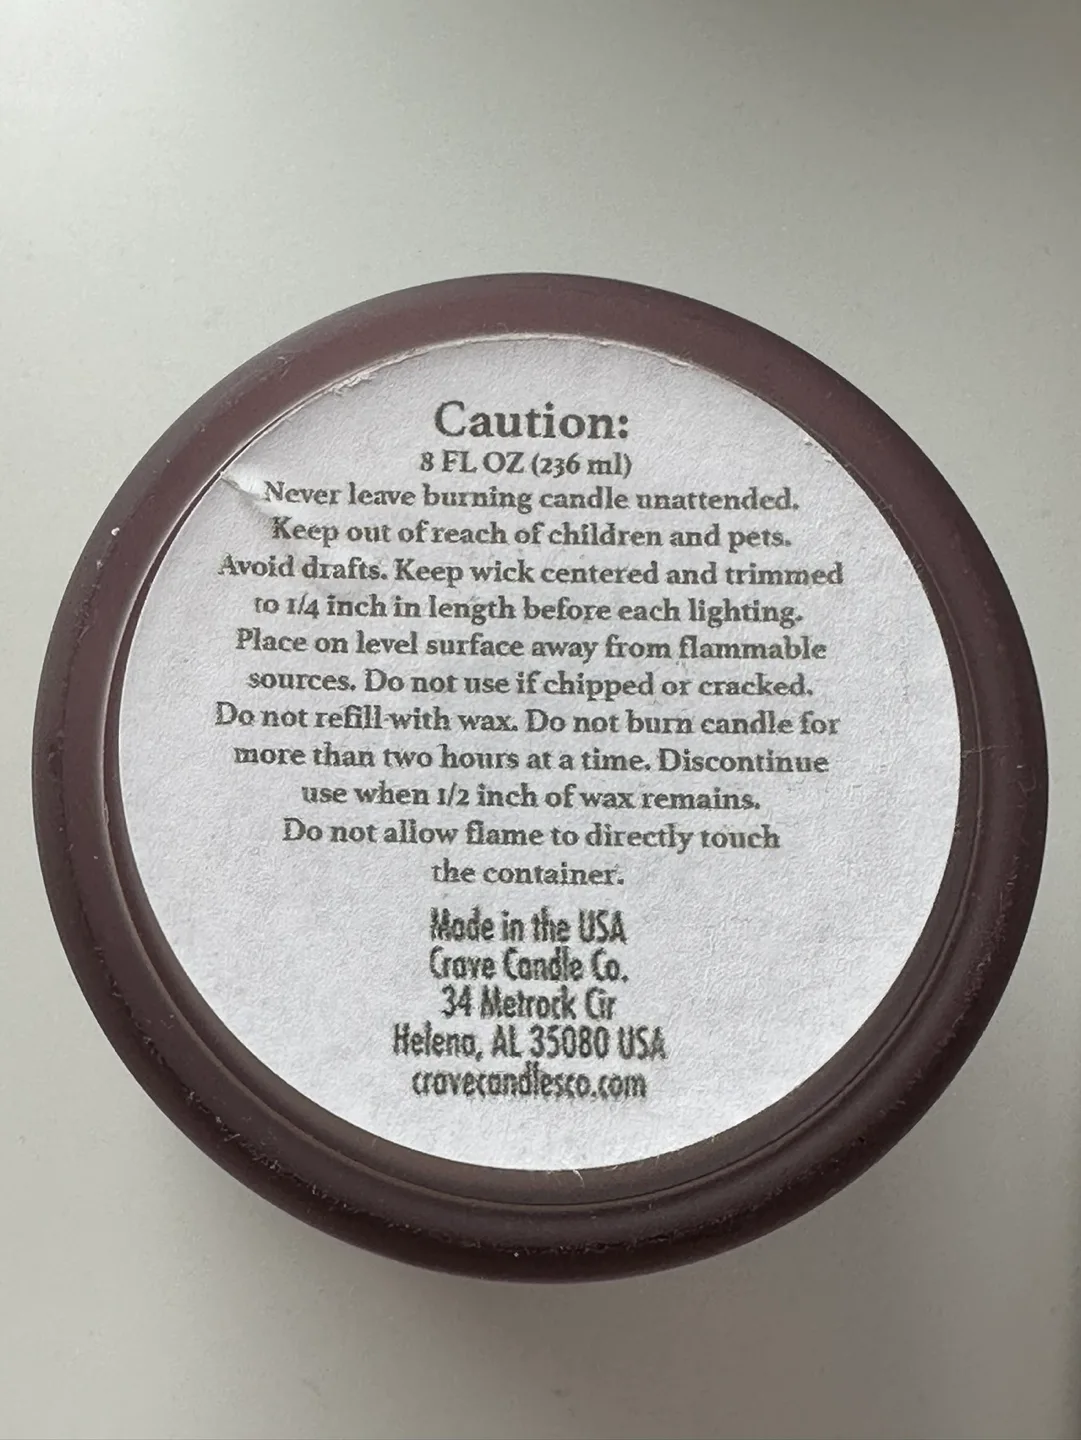 Caution:
8 FL OZ (236 ml)
Never leave burning candle unattended.
Keep out of reach of children and pets.
Avoid drafts. Keep wick centered and trimmed
to 1/4 inch in length before each lighting.
Place on level surface away from flammable
sources. Do not use if chipped or cracked.
Do not refill with wax. Do not burn candle for
more than two hours at a time. Discontinue
use when 1/2 inch of wax remains.
Do not allow flame to directly touch
the container.
Made in the USA
Crave Candle Co.
34 Metrock Cir
Helena, AL 35080 USA
cravecandlesco.com